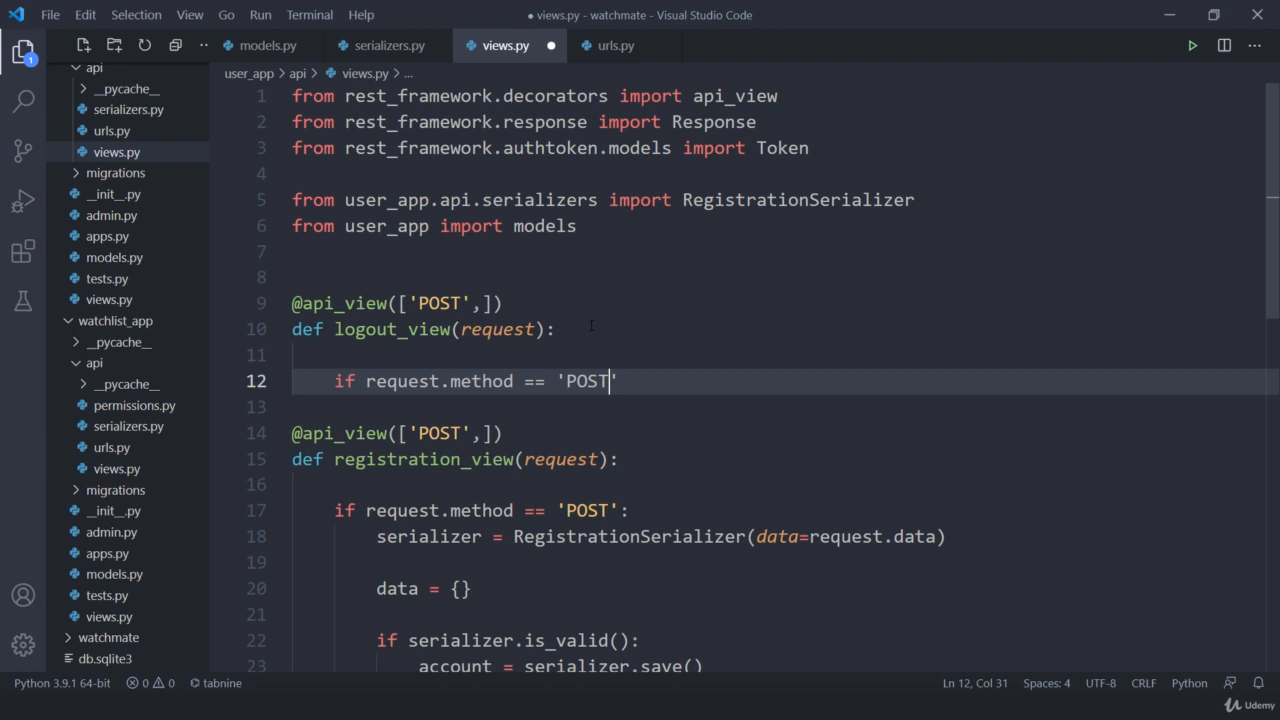 File Edit Selection View Go Run Terminal Help
● views.py - watchmate - Visual Studio Code
models.py
serializers.py
views.py
urls.py
1
user_app > api > views.py > ...
api
__pycache__
serializers.py
urls.py
views.py
migrations
__init__.py
admin.py
apps.py
models.py
tests.py
views.py
watchlist_app
__pycache__
api
__pycache__
permissions.py
serializers.py
urls.py
views.py
migrations
__init__.py
admin.py
apps.py
models.py
tests.py
views.py
watchmate
db.sqlite3
1 from rest_framework.decorators import api_view
2 from rest_framework.response import Response
3 from rest_framework.authtoken.models import Token
4
5 from user_app.api.serializers import RegistrationSerializer
6 from user_app import models
7
8
9 @api_view(['POST',])
10 def logout_view(request):
11
12 if request.method == 'POST'
13
14 @api_view(['POST',])
15 def registration_view(request):
16
17 if request.method == 'POST':
18 serializer = RegistrationSerializer(data=request.data)
19
20 data = {}
21
22 if serializer.is_valid():
23 account = serializer.save()
Python 3.9.1 64-bit 0 0 tabnine Ln 12, Col 31 Spaces: 4 UTF-8 CRLF Python
Udemy